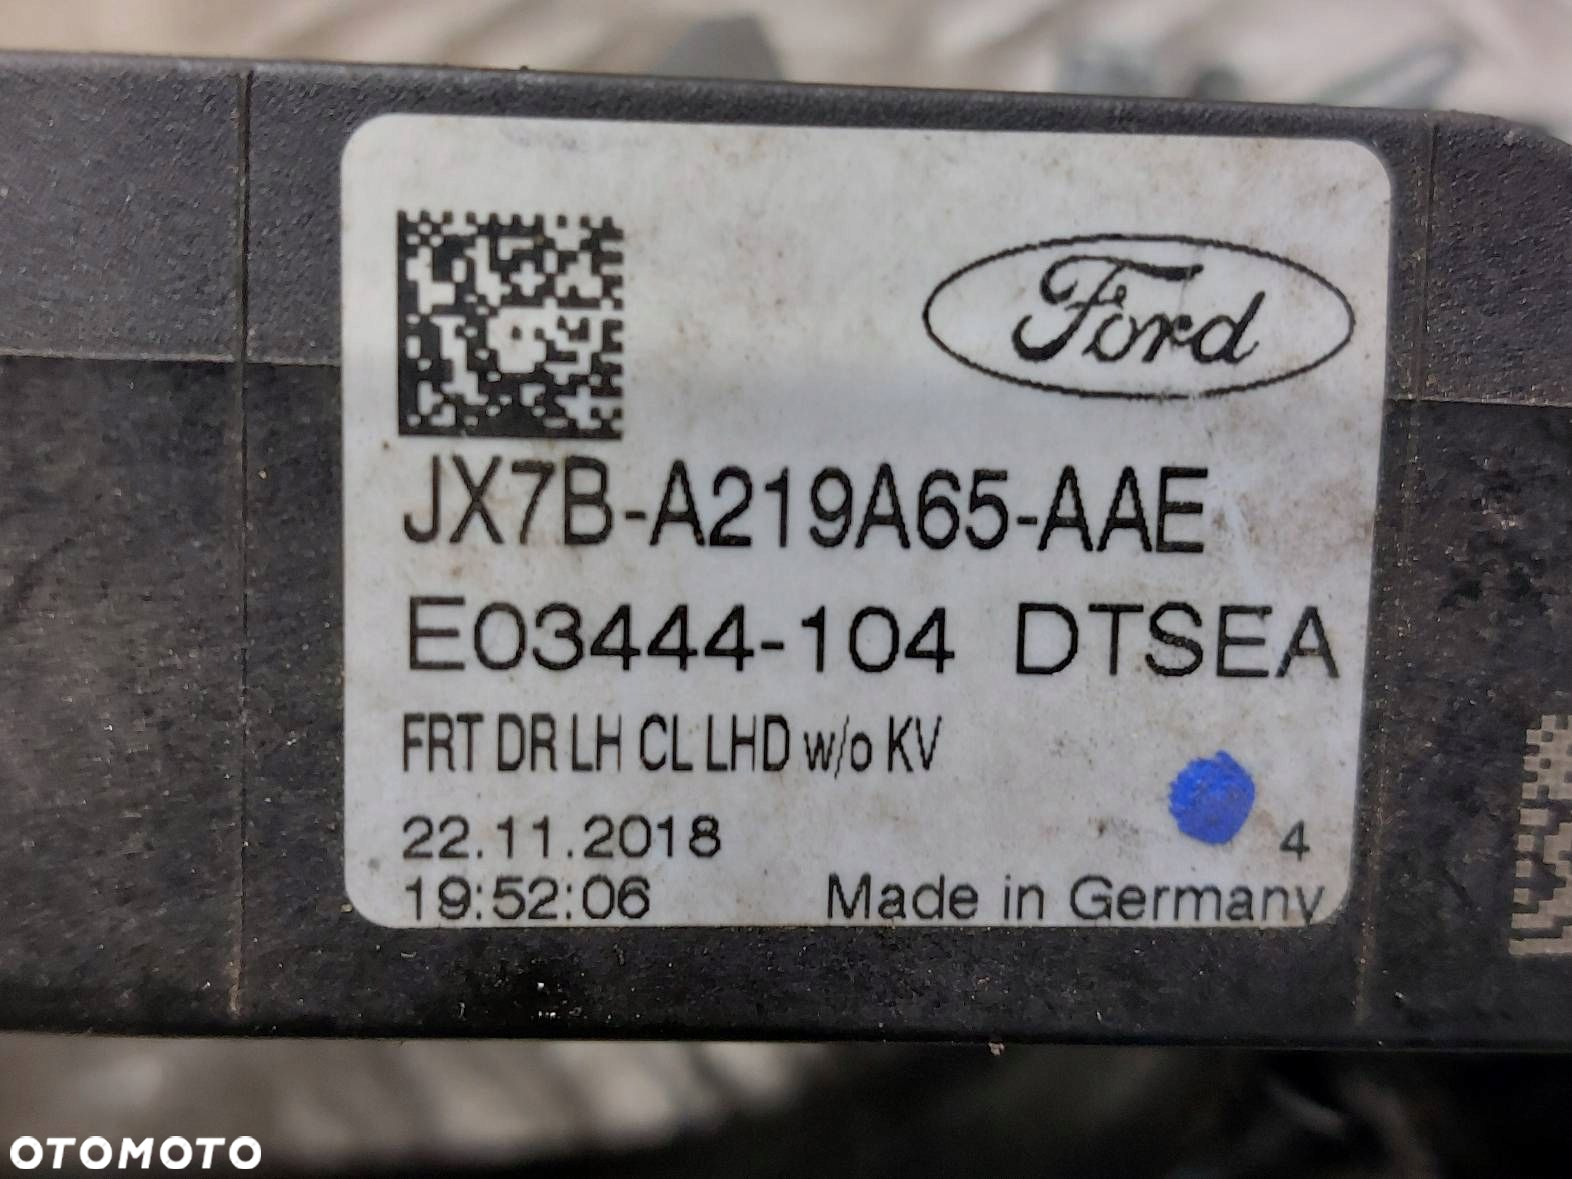 Ford
JX7B-A219A65-AAE
E03444-104 DTSEA
FRT DR LH CL LHD w/o KV
22.11.2018
4
19:52:06 Made in Germany
OTOMOTO